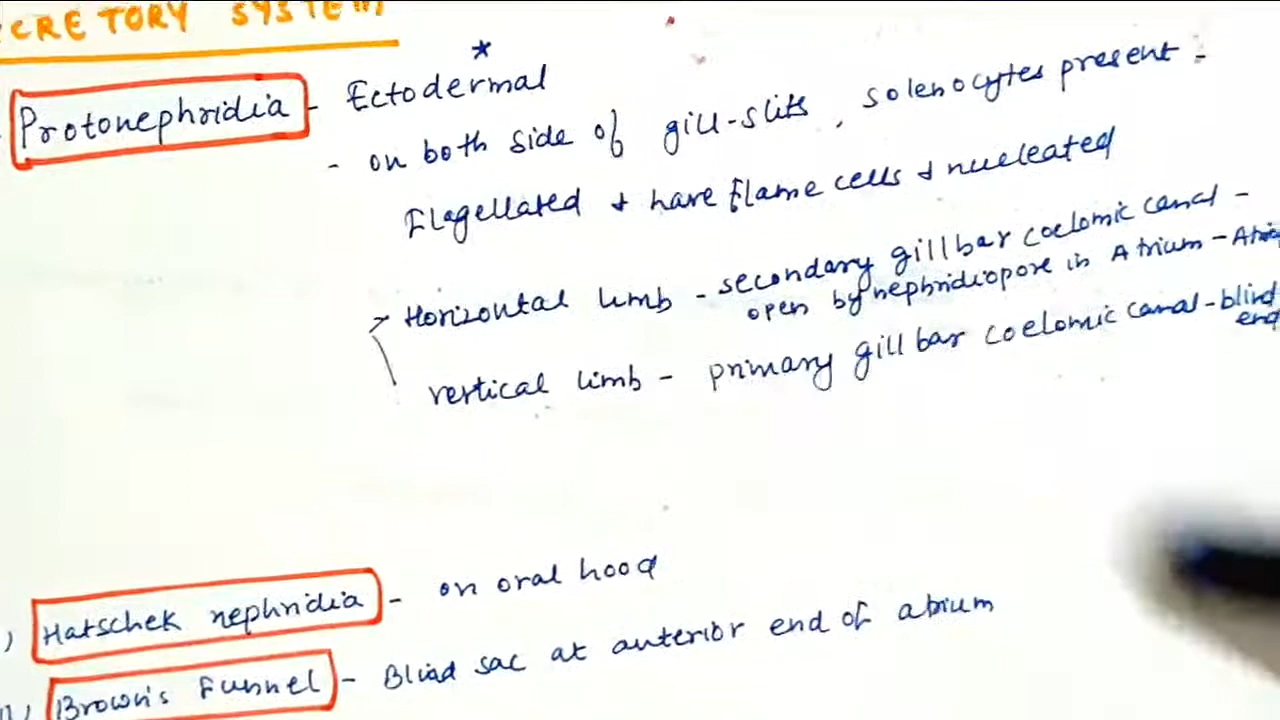 CRETORY SYSTEM
Protonephridia - Ectodermal *
- on both side of gill-slits, solenocytes present -
Flagellated & have flame cells & nucleated
> Horizontal limb - secondary gill bar coelomic canal -
open by nephridiopore in Atrium -
vertical limb - primary gill bar coelomic canal - blind
end
) Hatschek nephridia - on oral hood
) Brown's Funnel - Blind sac at anterior end of atrium